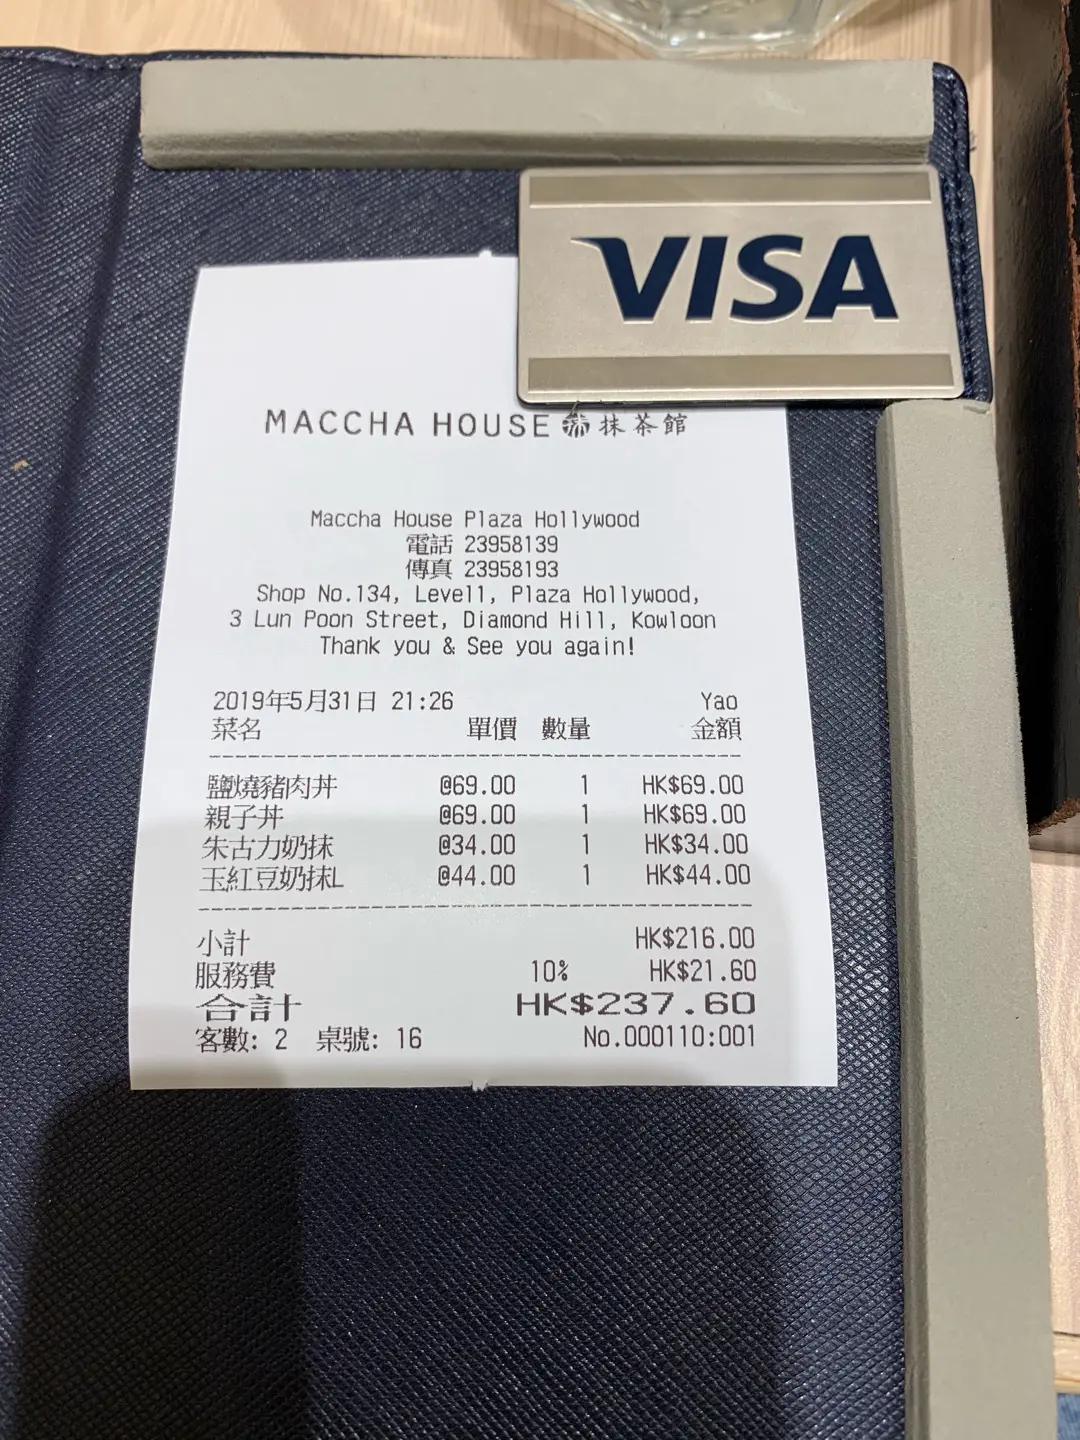 VISA
MACCHA HOUSE 抹茶館
Maccha House Plaza Hollywood
電話 23958139
傳真 23958193
Shop No.134, Level1, Plaza Hollywood,
3 Lun Poon Street, Diamond Hill, Kowloon
Thank you & See you again!
2019年5月31日 21:26 Yao
菜名 單價 數量 金額
鹽燒豬肉丼 @69.00 1 HK$69.00
親子丼 @69.00 1 HK$69.00
朱古力奶抹 @34.00 1 HK$34.00
玉紅豆奶抹L @44.00 1 HK$44.00
小計 HK$216.00
服務費 10% HK$21.60
合計 HK$237.60
客數: 2 桌號: 16 No.000110:001